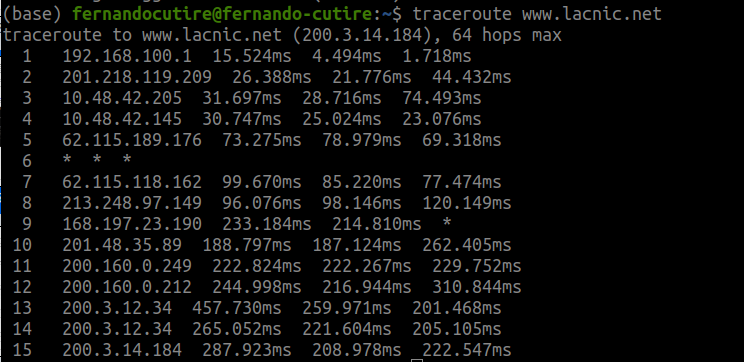 (base) fernandocutire@fernando-cutire:~$ traceroute www.lacnic.net
traceroute to www.lacnic.net (200.3.14.184), 64 hops max
1 192.168.100.1 15.524ms 4.494ms 1.718ms
2 201.218.119.209 26.388ms 21.776ms 44.432ms
3 10.48.42.205 31.697ms 28.716ms 74.493ms
4 10.48.42.145 30.747ms 25.024ms 23.076ms
5 62.115.189.176 73.275ms 78.979ms 69.318ms
6 * * *
7 62.115.118.162 99.670ms 85.220ms 77.474ms
8 213.248.97.149 96.076ms 98.146ms 120.149ms
9 168.197.23.190 233.184ms 214.810ms *
10 201.48.35.89 188.797ms 187.124ms 262.405ms
11 200.160.0.249 222.824ms 222.267ms 229.752ms
12 200.160.0.212 244.998ms 216.944ms 310.844ms
13 200.3.12.34 457.730ms 259.971ms 201.468ms
14 200.3.12.34 265.052ms 221.604ms 205.105ms
15 200.3.14.184 287.923ms 208.978ms 222.547ms